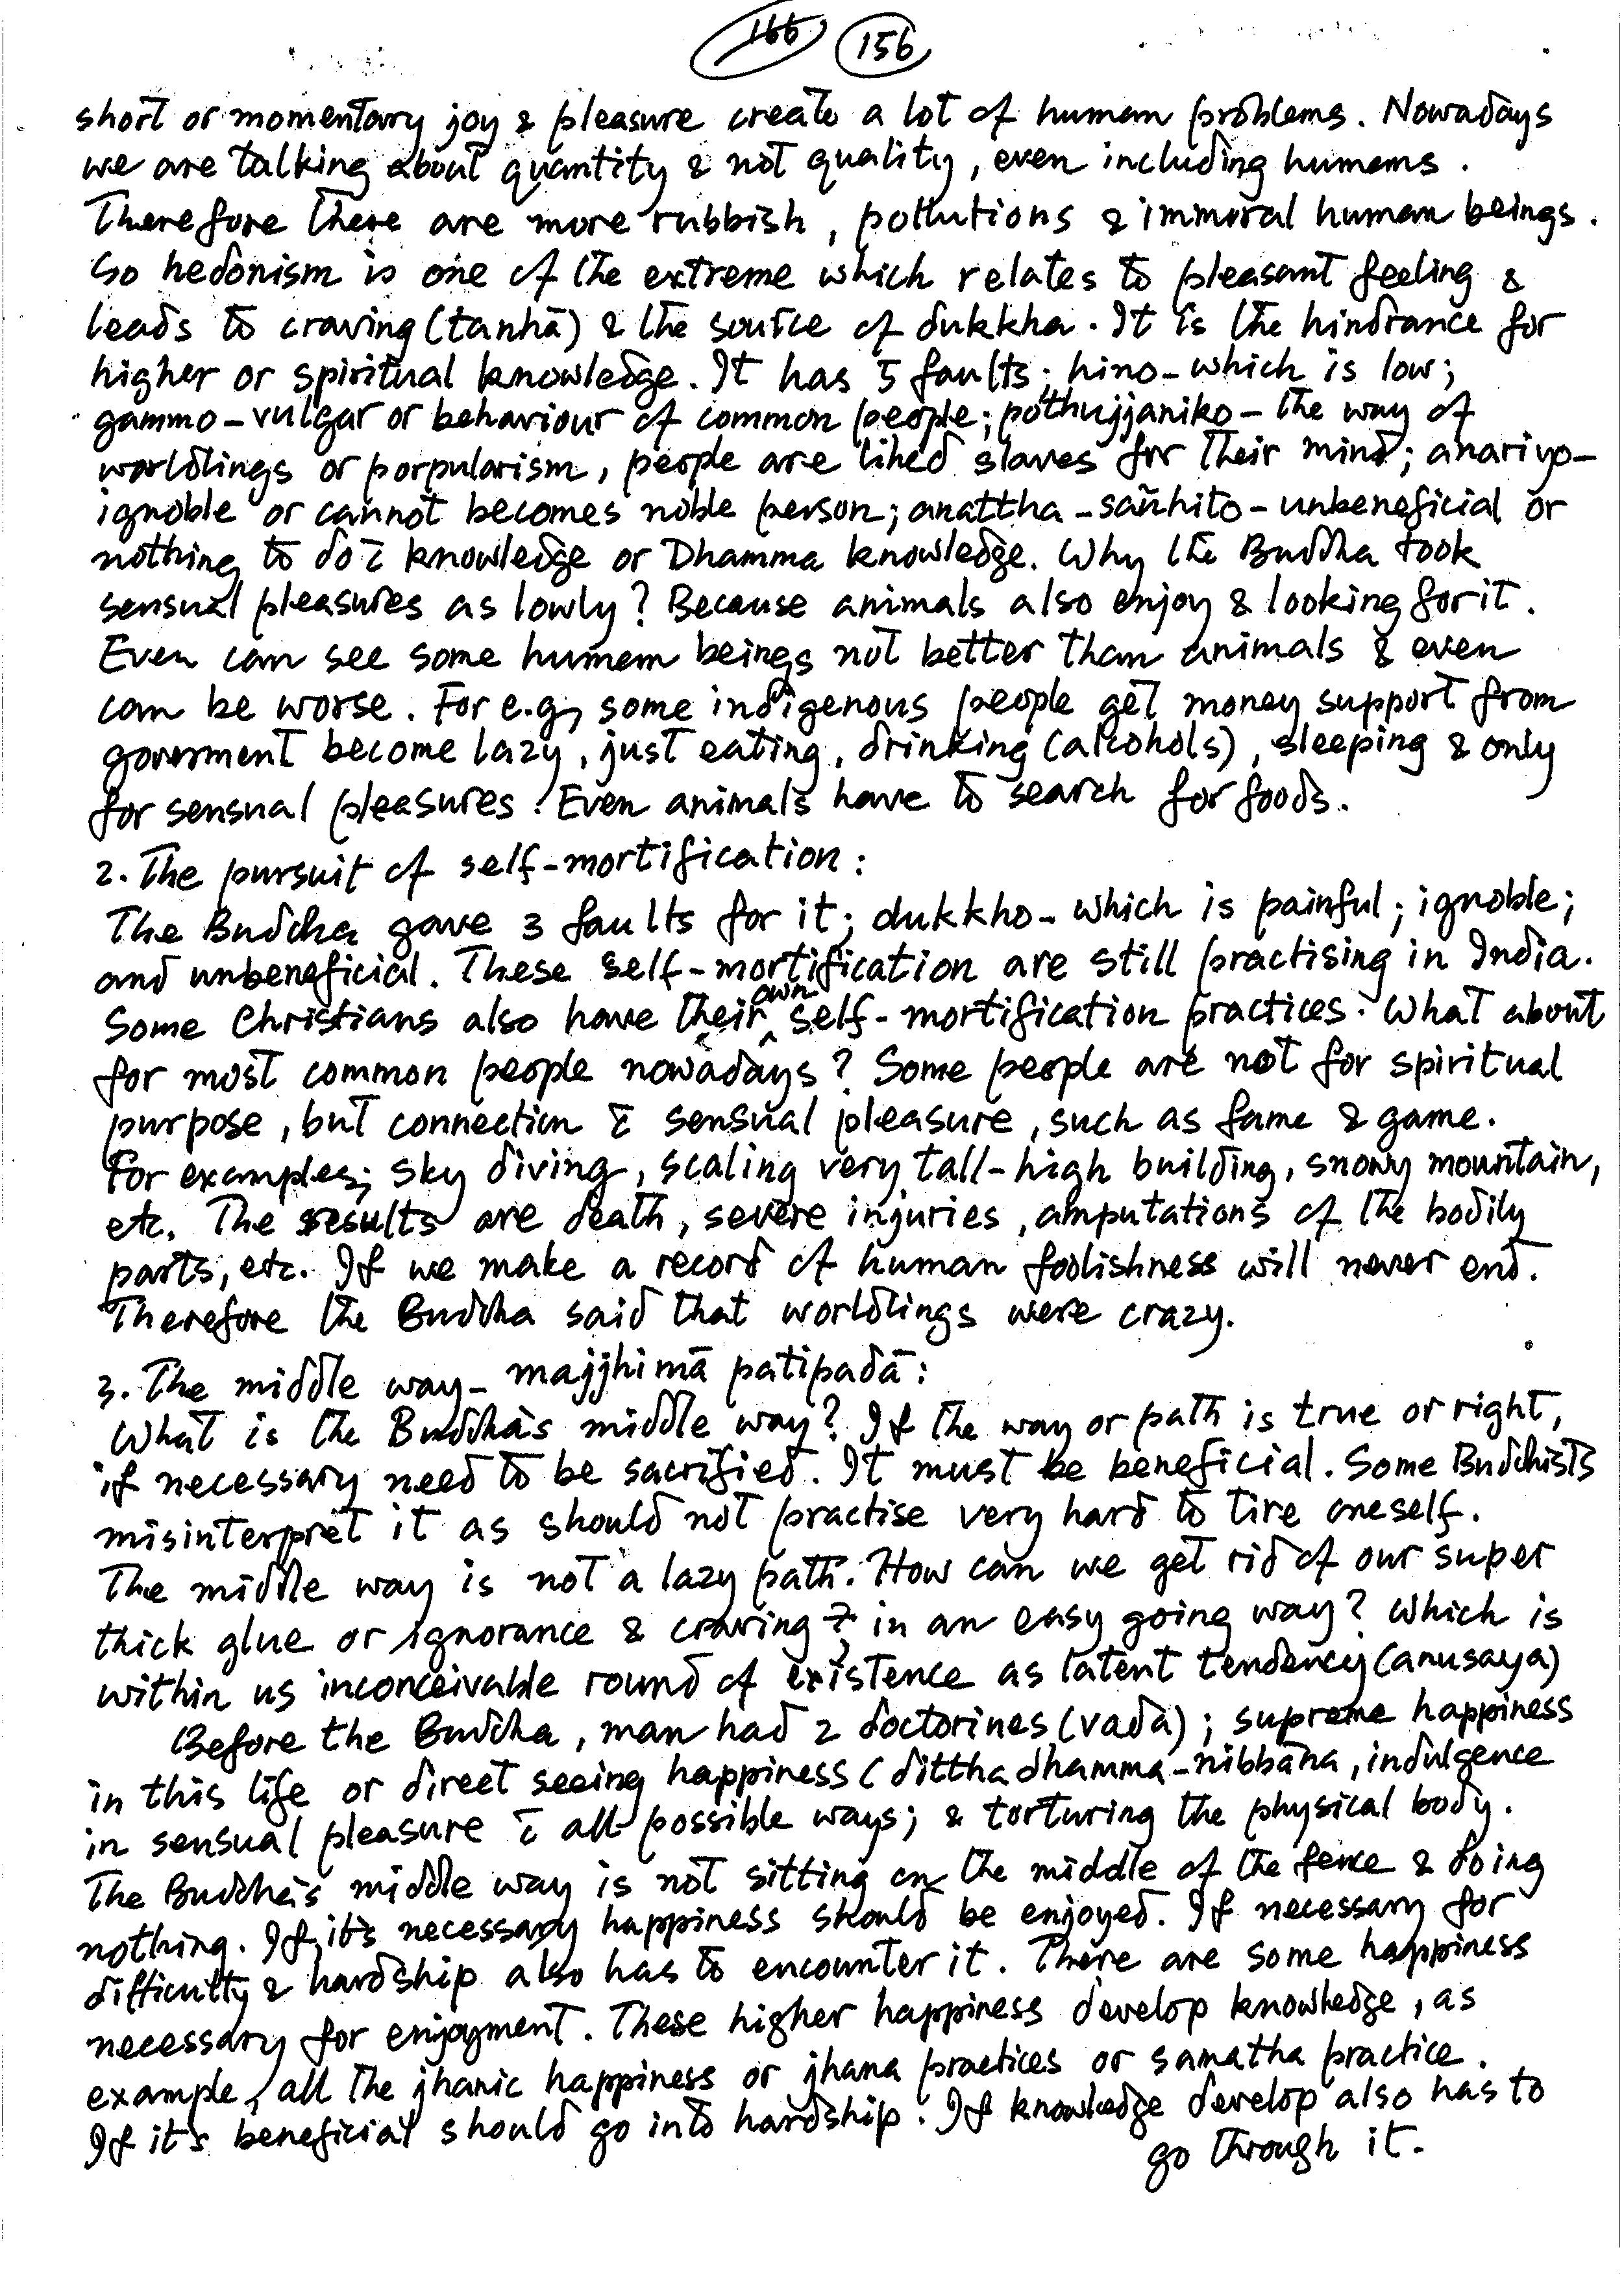 166 156
short or momentary joy & pleasure create a lot of human problems. Nowadays
we are talking about quantity & not quality, even including humans.
Therefore there are more rubbish, pollutions & immoral human beings.
So hedonism is one of the extreme which relates to pleasant feeling &
leads to craving (tanhā) & the source of dukkha. It is the hindrance for
higher or spiritual knowledge. It has 5 faults; hino-which is low;
gammo-vulgar or behaviour of common people; pothujjaniko-the way of
worldlings or porpularism, people are liked slaves for their mind; anariyo-
ignoble or cannot becomes noble person; anattha-sañhito-unbeneficial or
nothing to do c̄ knowledge or Dhamma knowledge. Why the Buddha took
sensual pleasures as lowly? Because animals also enjoy & looking for it.
Even can see some human beings not better than animals & even
can be worse. For e.g, some indigenous people get money support from
goverment become lazy, just eating, drinking (alcohols), sleeping & only
for sensual pleasures. Even animals have to search for foods.
2. The pursuit of self-mortification:
The Buddha gave 3 faults for it; dukkho-which is painful; ignoble;
and unbeneficial. These self-mortification are still practising in India.
Some Christians also have their own self-mortification practices. What about
for most common people nowadays? Some people are not for spiritual
purpose, but connection c̄ sensual pleasure, such as fame & game.
For examples; sky diving, scaling very tall-high building, snowy mountain,
etc. The results are death, severe injuries, amputations of the bodily
parts, etc. If we make a record of human foolishness will never end.
Therefore the Buddha said that worldlings were crazy.
3. The middle way-majjhimā patipadā:
What is the Buddha's middle way? If the way or path is true or right,
if necessary need to be sacrified. It must be beneficial. Some Buddhists
misinterpret it as should not practise very hard to tire oneself.
The middle way is not a lazy path. How can we get rid of our super
thick glue or ignorance & craving in an easy going way? Which is
within us inconceivable round of existence as latent tendency (anusaya)
Before the Buddha, man had 2 doctorines (vada); supreme happiness
in this life or direct seeing happiness (dittha dhamma-nibbāna, indulgence
in sensual pleasure c̄ all possible ways; & torturing the physical body.
The Buddha's middle way is not sitting on the middle of the fence & doing
nothing. If it's necessary happiness should be enjoyed. If necessary for
difficulty & hardship also has to encounter it. There are some happiness
necessary for enjoyment. These higher happiness develop knowledge, as
example, all the jhanic happiness or jhana practices or samatha practice.
If it's beneficial should go into hardship. If knowledge develop also has to
go through it.